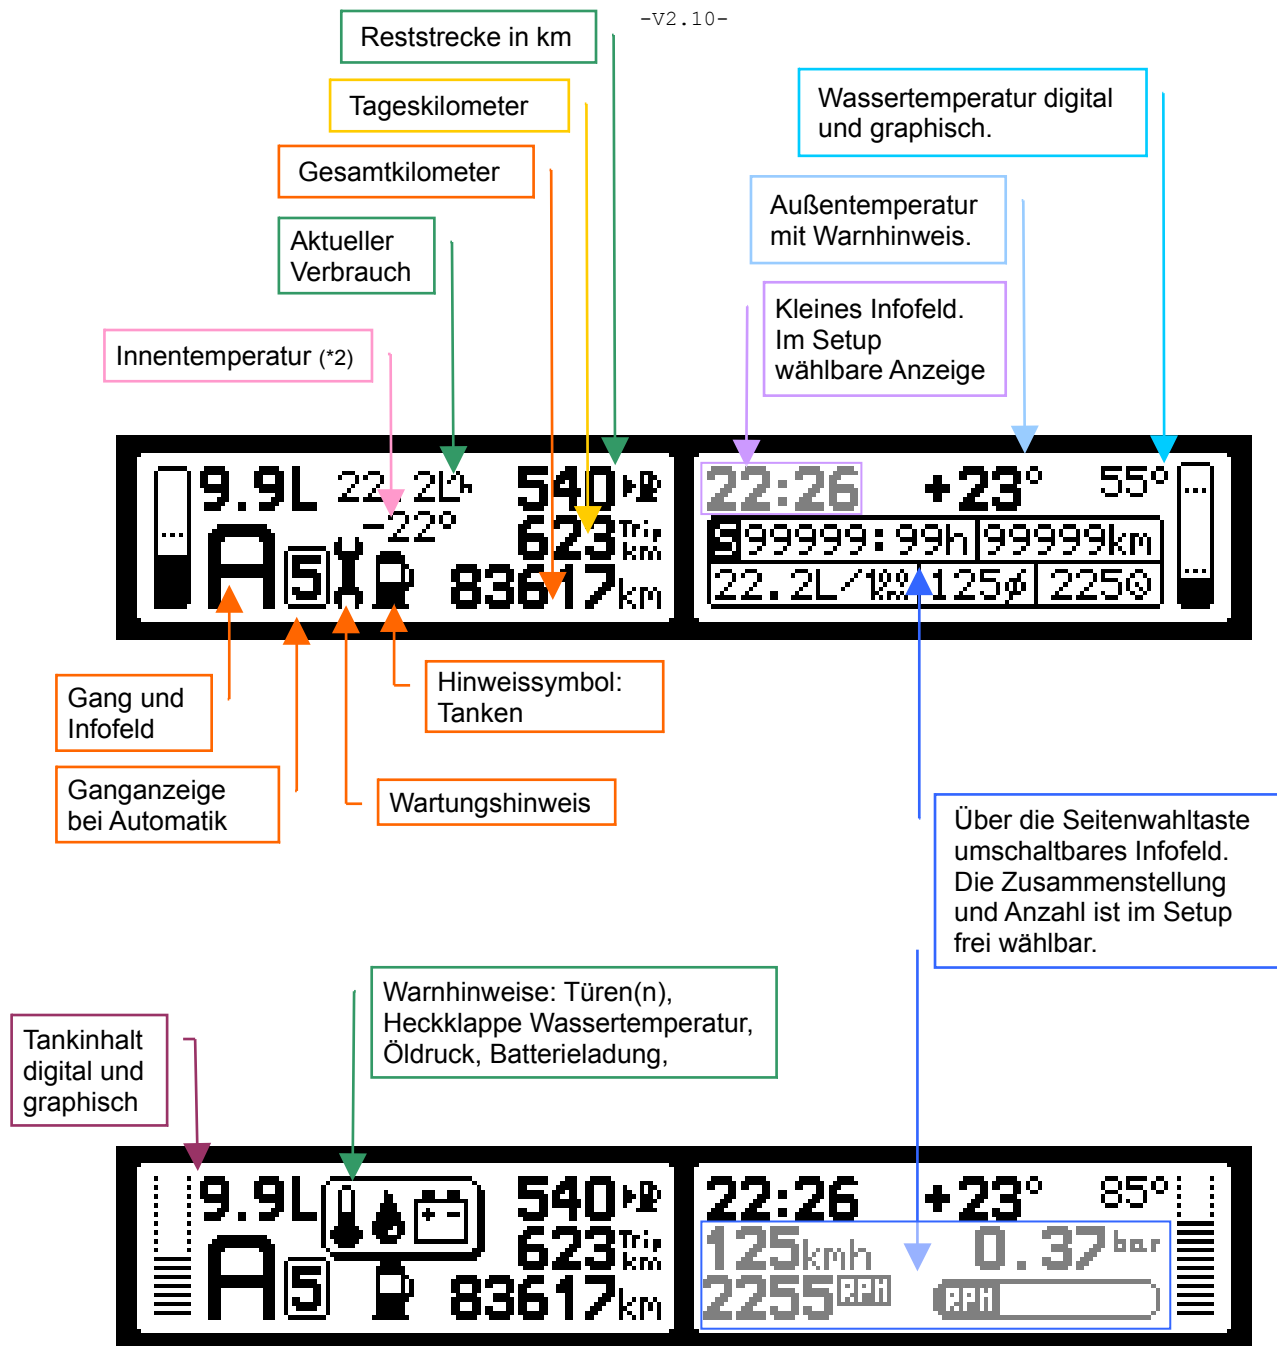 -V2.10-
Reststrecke in km
Tageskilometer
Gesamtkilometer
Aktueller
Verbrauch
Innentemperatur (*2)
Wassertemperatur digital
und graphisch.
Außentemperatur
mit Warnhinweis.
Kleines Infofeld.
Im Setup
wählbare Anzeige
9.9L 22.2L/h 540
-22° 623 Trip km
A 5 83617km
22:26 +23° 55°
S 99999:99h 99999km
22.2L/100 125ø 225
Gang und
Infofeld
Ganganzeige
bei Automatik
Hinweissymbol:
Tanken
Wartungshinweis
Über die Seitenwahltaste
umschaltbares Infofeld.
Die Zusammenstellung
und Anzahl ist im Setup
frei wählbar.
Warnhinweise: Türen(n),
Heckklappe Wassertemperatur,
Öldruck, Batterieladung,
Tankinhalt
digital und
graphisch
9.9L 540
623 Trip km
A 5 83617km
22:26 +23° 85°
125kmh 0.37bar
2255RPM RPM